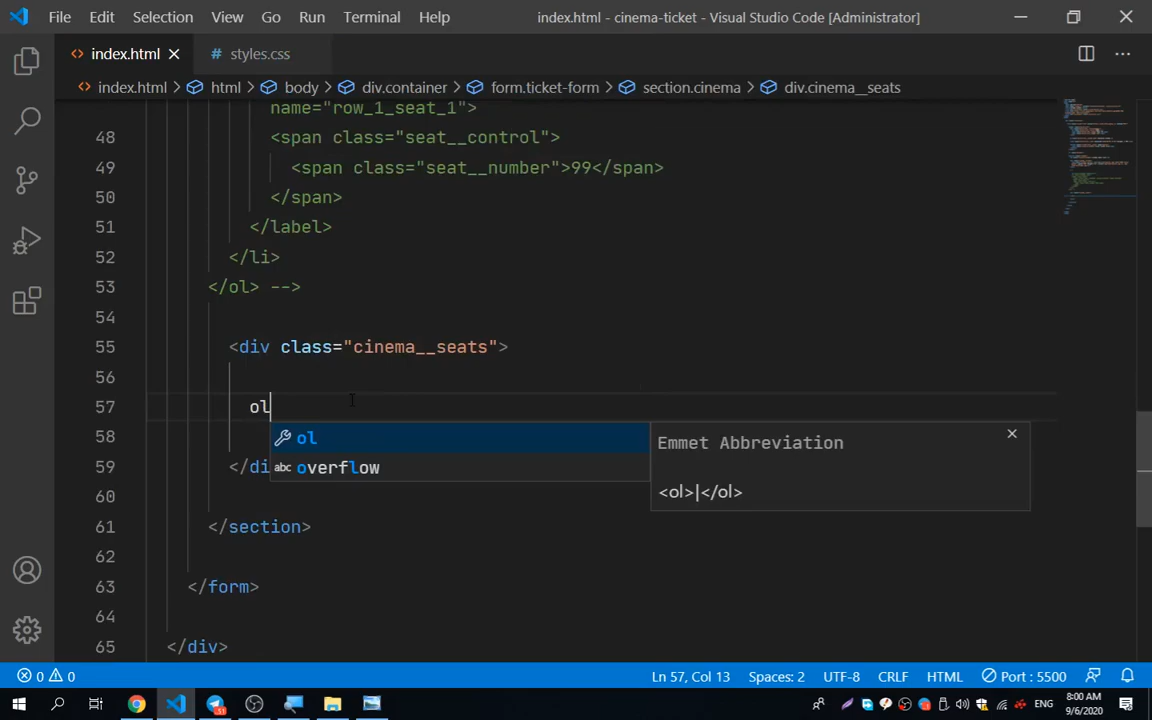 File Edit Selection View Go Run Terminal Help index.html - cinema-ticket - Visual Studio Code [Administrator]
<> index.html × # styles.css
<> index.html > html > body > div.container > form.ticket-form > section.cinema > div.cinema__seats
name="row_1_seat_1">
48 <span class="seat__control">
49 <span class="seat__number">99</span>
50 </span>
51 </label>
52 </li>
53 </ol> -->
54
55 <div class="cinema__seats">
56
57 ol
58
59 </di
60
61 </section>
62
63 </form>
64
65 </div>
ol
abc overflow
Emmet Abbreviation
<ol>|</ol>
0 0 Ln 57, Col 13 Spaces: 2 UTF-8 CRLF HTML Port : 5500
ENG 8:00 AM
9/6/2020